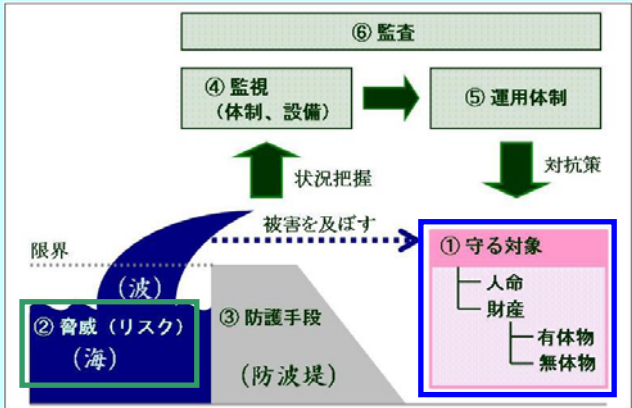 ⑥ 監査
④ 監視
(体制、設備)
⑤ 運用体制
状況把握
対抗策
被害を及ぼす
限界
(波)
① 守る対象
人命
財産
有体物
無体物
② 脅威(リスク)
(海)
③ 防護手段
(防波堤)